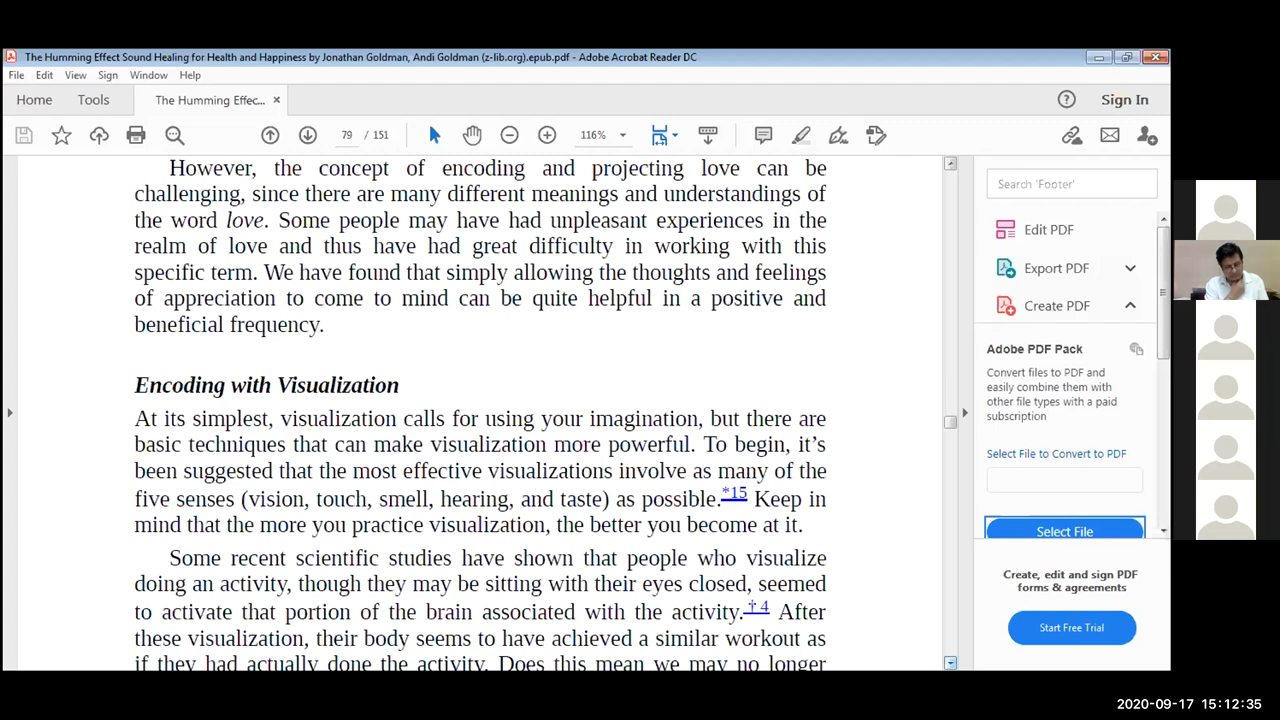 The Humming Effect Sound Healing for Health and Happiness by Jonathan Goldman, Andi Goldman (z-lib.org).epub.pdf - Adobe Acrobat Reader DC
File Edit View Sign Window Help
Home Tools The Humming Effec... × Sign In
79 / 151 116%
However, the concept of encoding and projecting love can be
challenging, since there are many different meanings and understandings of
the word love. Some people may have had unpleasant experiences in the
realm of love and thus have had great difficulty in working with this
specific term. We have found that simply allowing the thoughts and feelings
of appreciation to come to mind can be quite helpful in a positive and
beneficial frequency.
Encoding with Visualization
At its simplest, visualization calls for using your imagination, but there are
basic techniques that can make visualization more powerful. To begin, it’s
been suggested that the most effective visualizations involve as many of the
five senses (vision, touch, smell, hearing, and taste) as possible.*15 Keep in
mind that the more you practice visualization, the better you become at it.
Some recent scientific studies have shown that people who visualize
doing an activity, though they may be sitting with their eyes closed, seemed
to activate that portion of the brain associated with the activity.†4 After
these visualization, their body seems to have achieved a similar workout as
if they had actually done the activity. Does this mean we may no longer
Search 'Footer'
Edit PDF
Export PDF
Create PDF
Adobe PDF Pack
Convert files to PDF and
easily combine them with
other file types with a paid
subscription
Select File to Convert to PDF
Select File
Create, edit and sign PDF
forms & agreements
Start Free Trial
2020-09-17 15:12:35